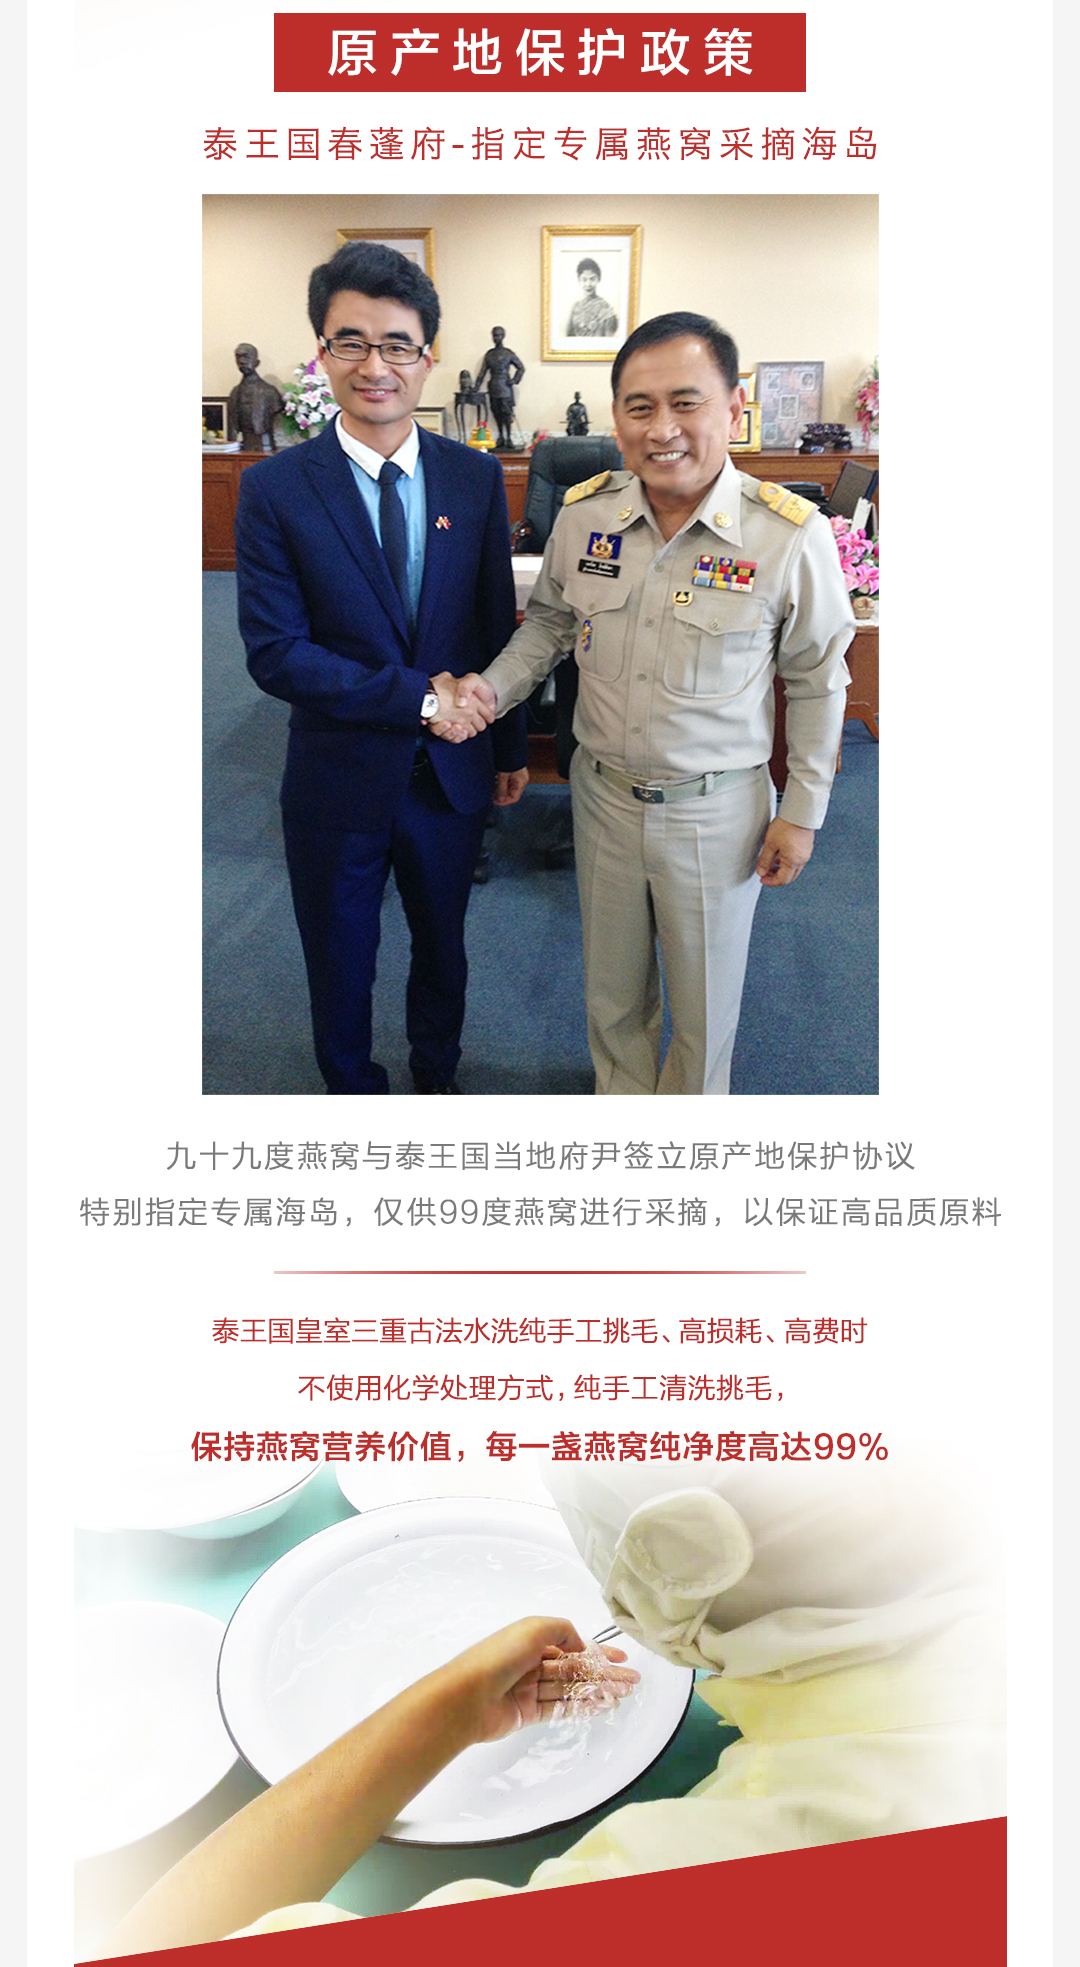 原产地保护政策
泰王国春蓬府-指定专属燕窝采摘海岛
九十九度燕窝与泰王国当地府尹签立原产地保护协议
特别指定专属海岛，仅供99度燕窝进行采摘，以保证高品质原料
泰王国皇室三重古法水洗纯手工挑毛、高损耗、高费时
不使用化学处理方式，纯手工清洗挑毛，
保持燕窝营养价值，每一盏燕窝纯净度高达99%